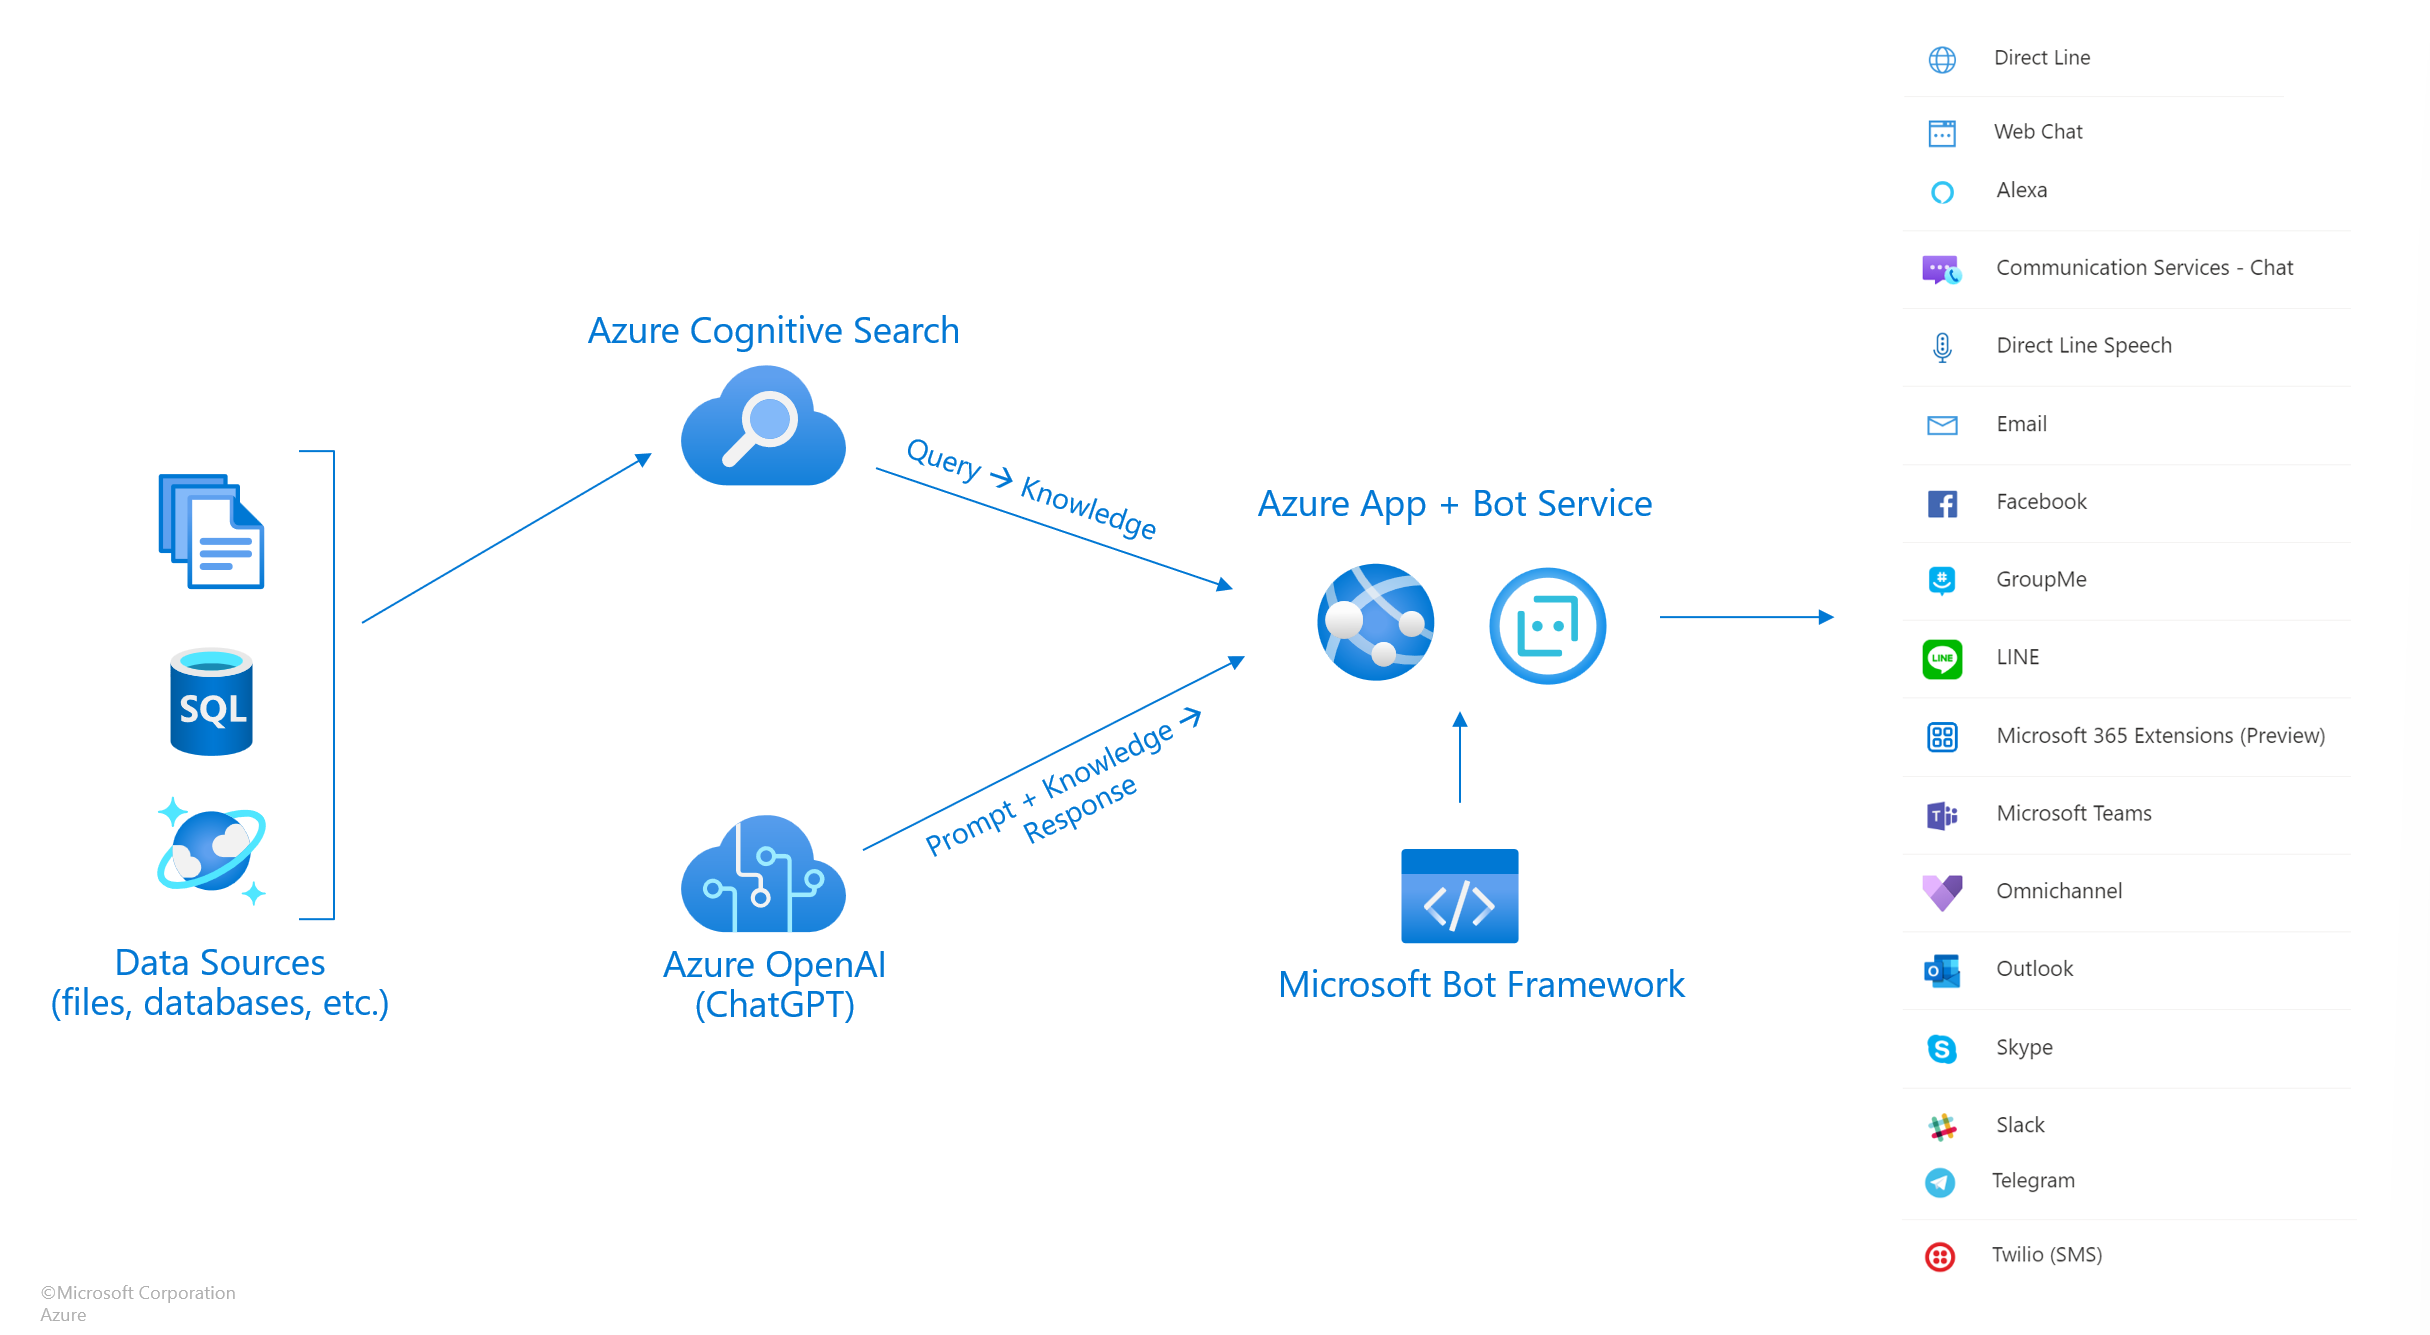 Direct Line
Web Chat
Alexa
Communication Services - Chat
Direct Line Speech
Email
Facebook
GroupMe
LINE
LINE
Microsoft 365 Extensions (Preview)
Microsoft Teams
Omnichannel
Outlook
Skype
Slack
Telegram
Twilio (SMS)
Azure Cognitive Search
Query → Knowledge
Azure App + Bot Service
SQL
Prompt + Knowledge →
Response
Data Sources
(files, databases, etc.)
Azure OpenAI
(ChatGPT)
</>
Microsoft Bot Framework
©Microsoft Corporation
Azure